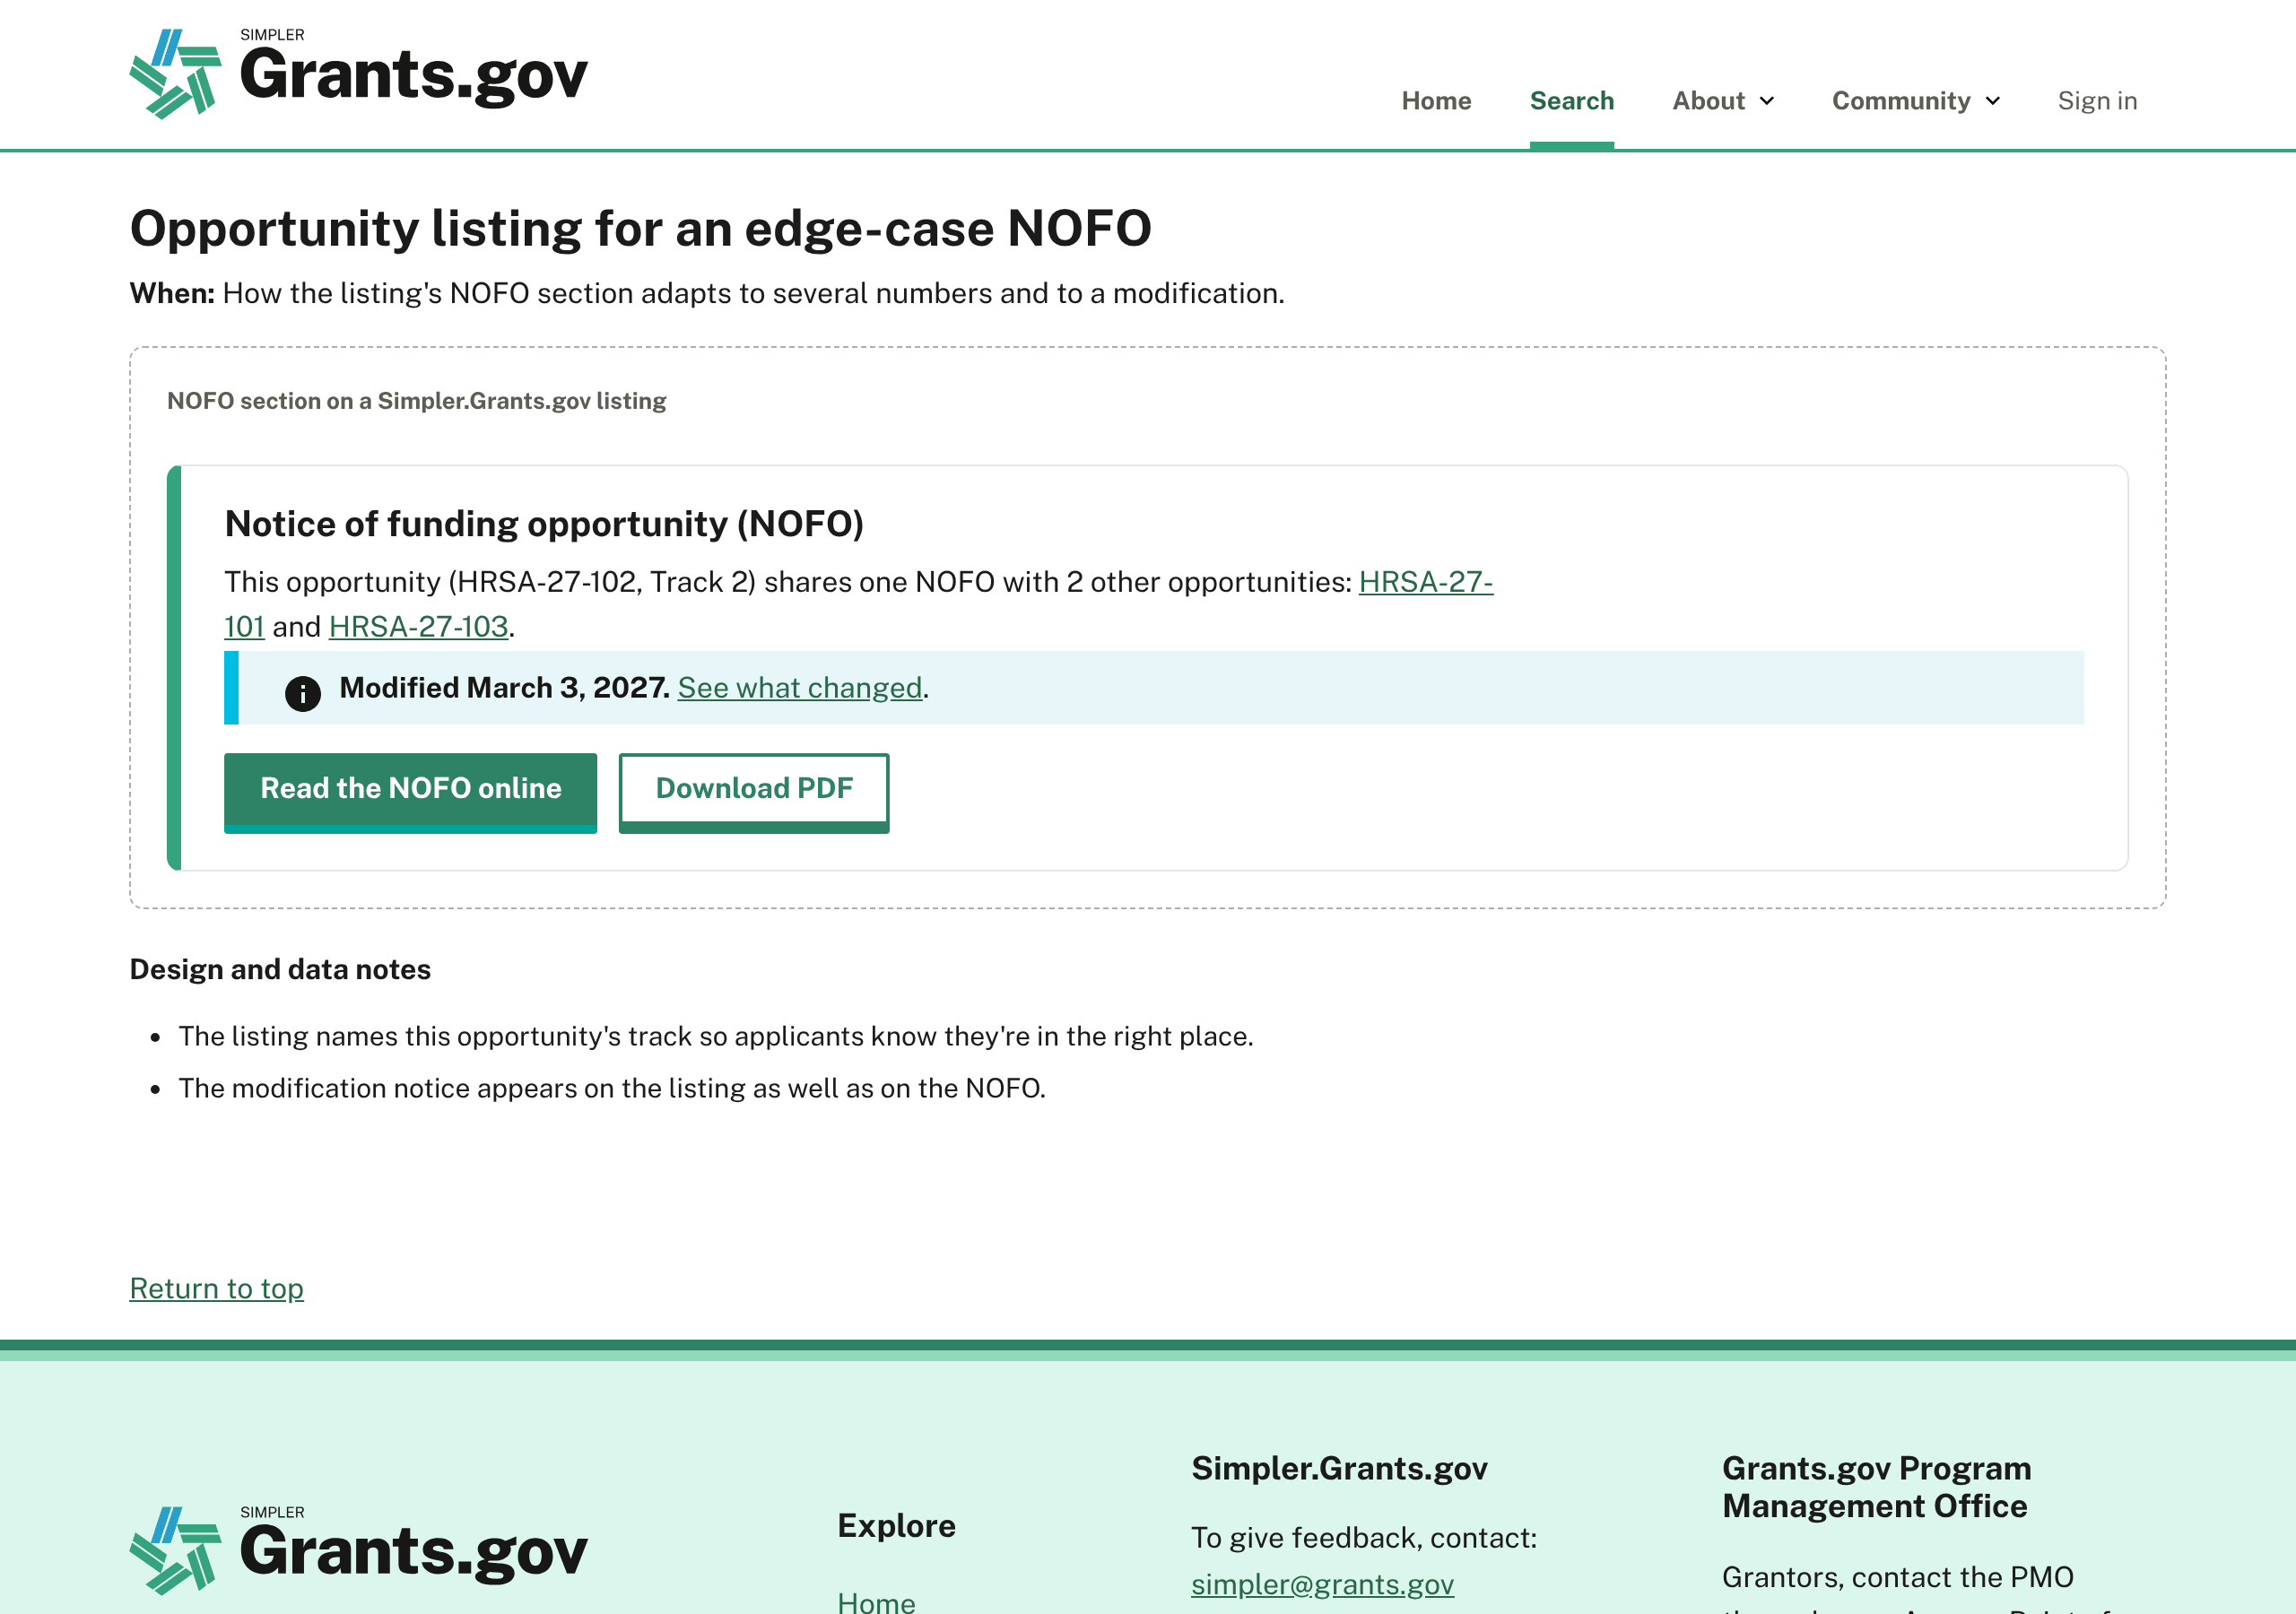 SIMPLER
Grants.gov
Home Search About Community Sign in
Opportunity listing for an edge-case NOFO
When: How the listing's NOFO section adapts to several numbers and to a modification.
NOFO section on a Simpler.Grants.gov listing
Notice of funding opportunity (NOFO)
This opportunity (HRSA-27-102, Track 2) shares one NOFO with 2 other opportunities: HRSA-27-
101 and HRSA-27-103.
Modified March 3, 2027. See what changed.
Read the NOFO online Download PDF
Design and data notes
The listing names this opportunity's track so applicants know they're in the right place.
The modification notice appears on the listing as well as on the NOFO.
Return to top
SIMPLER
Grants.gov
Explore
Home
Simpler.Grants.gov
To give feedback, contact:
simpler@grants.gov
Grants.gov Program
Management Office
Grantors, contact the PMO